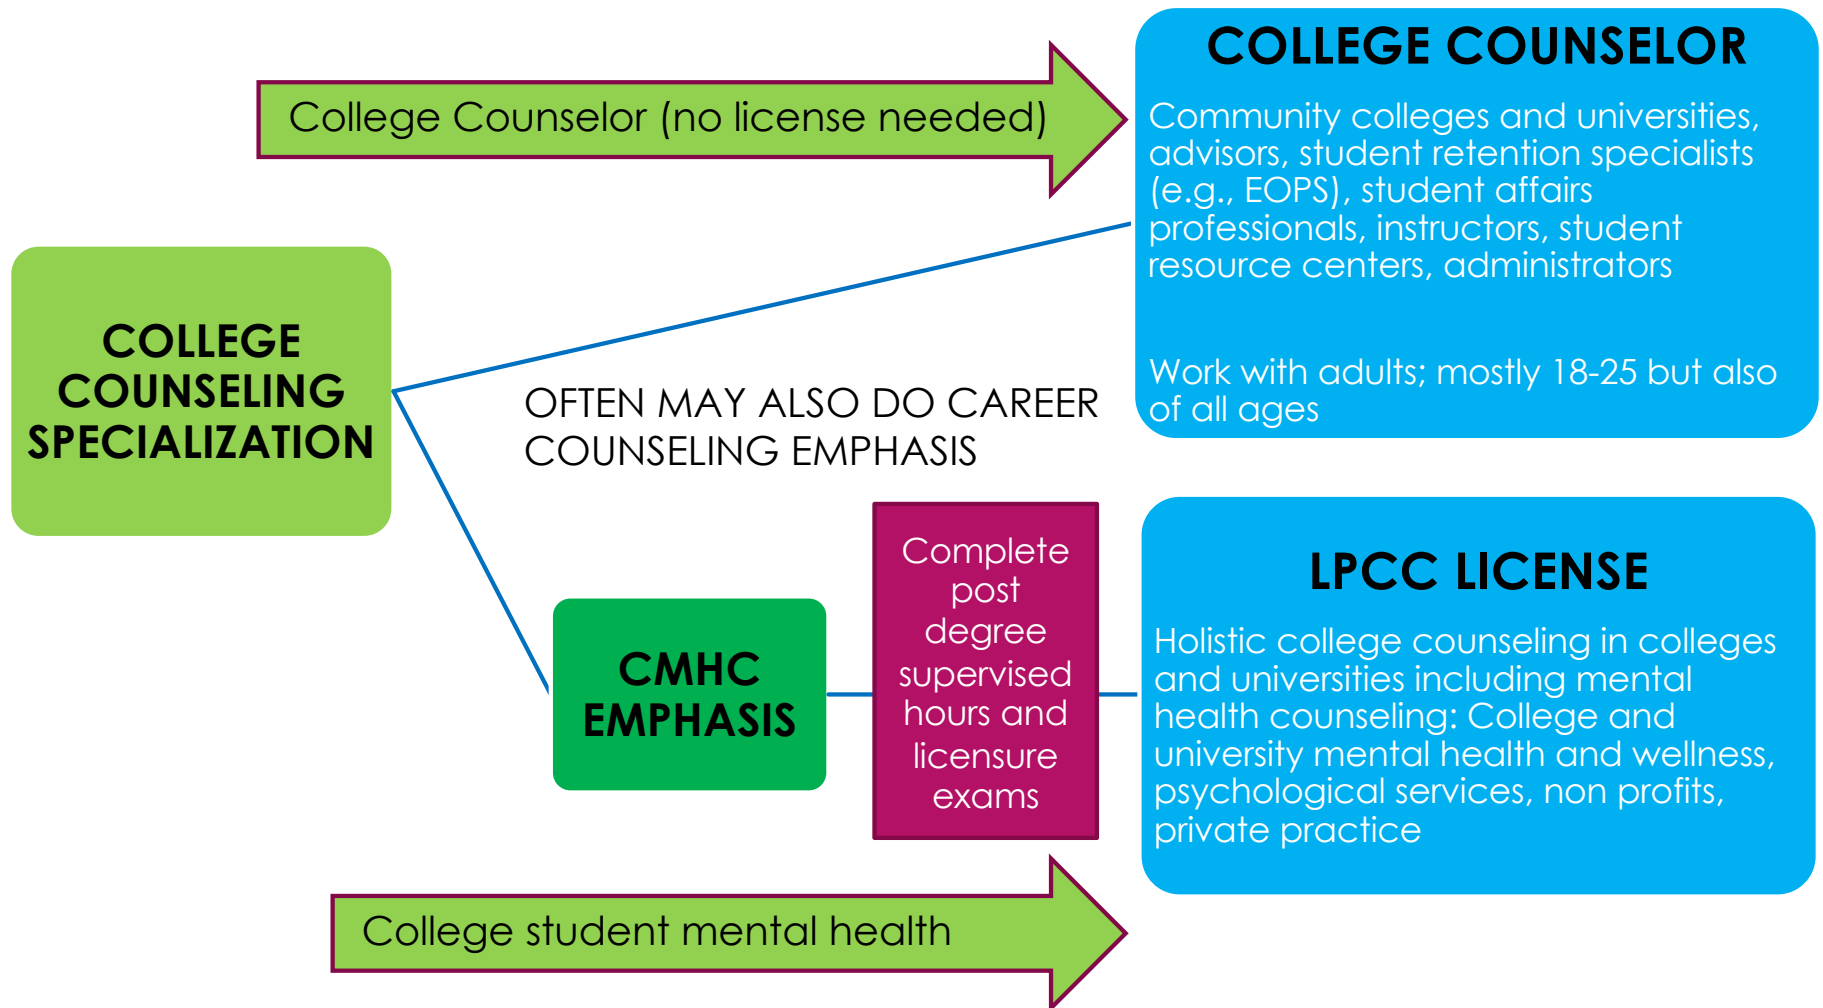 College Counselor (no license needed)
COLLEGE COUNSELOR
Community colleges and universities,
advisors, student retention specialists
(e.g., EOPS), student affairs
professionals, instructors, student
resource centers, administrators
Work with adults; mostly 18-25 but also
of all ages
COLLEGE
COUNSELING
SPECIALIZATION
OFTEN MAY ALSO DO CAREER
COUNSELING EMPHASIS
CMHC
EMPHASIS
Complete
post
degree
supervised
hours and
licensure
exams
LPCC LICENSE
Holistic college counseling in colleges
and universities including mental
health counseling: College and
university mental health and wellness,
psychological services, non profits,
private practice
College student mental health